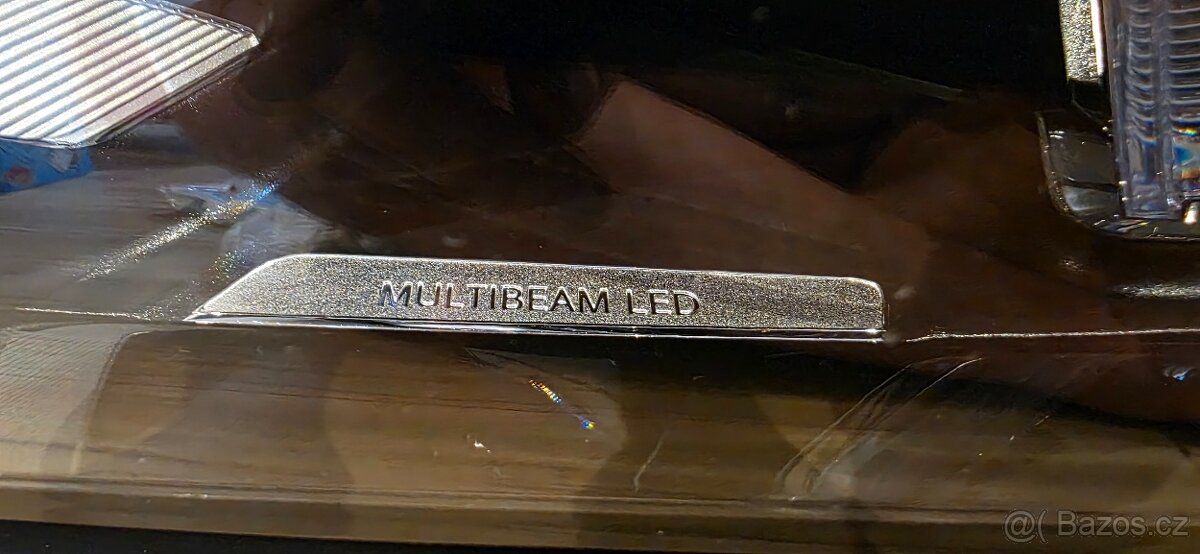 MULTIBEAM LED
@( Bazos.cz